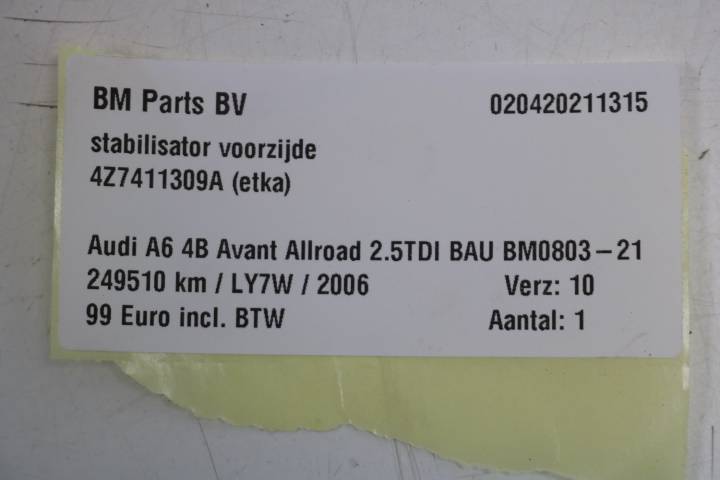 BM Parts BV 020420211315
stabilisator voorzijde
4Z7411309A (etka)
Audi A6 4B Avant Allroad 2.5TDI BAU BM0803-21
249510 km / LY7W / 2006 Verz: 10
99 Euro incl. BTW Aantal: 1